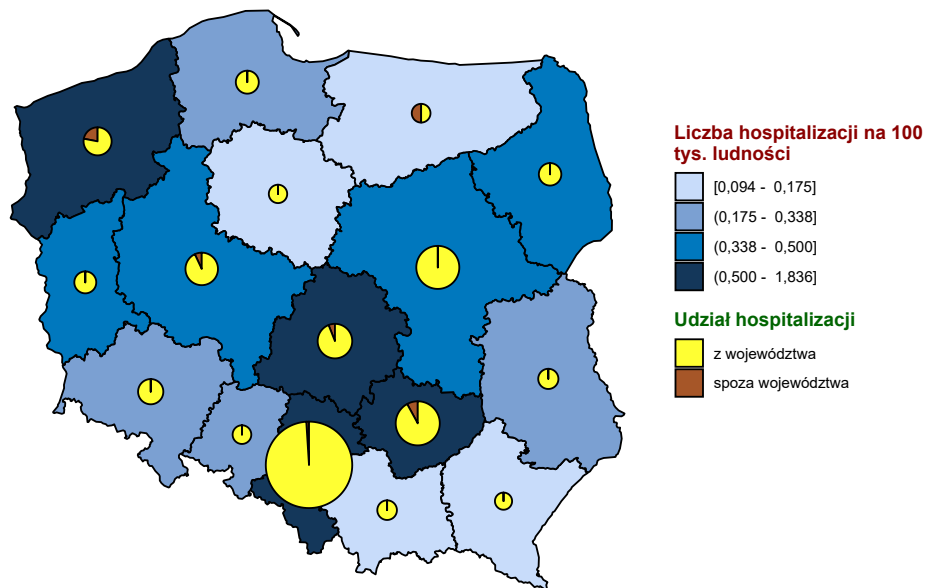 Liczba hospitalizacji na 100
tys. ludności
[0,094 - 0,175]
(0,175 - 0,338]
(0,338 - 0,500]
(0,500 - 1,836]
Udział hospitalizacji
z województwa
spoza województwa